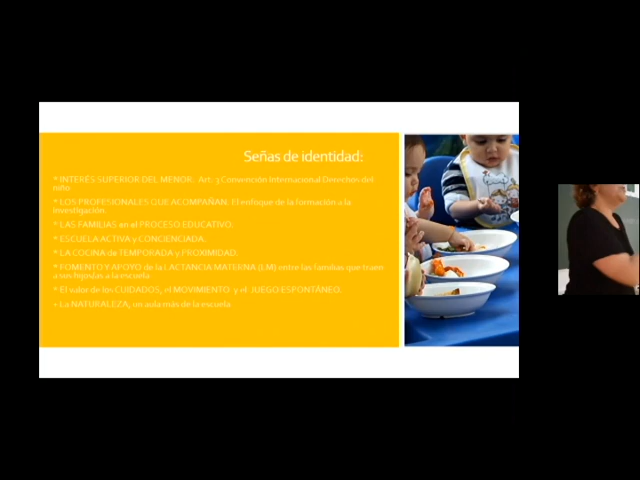 Señas de identidad:
* INTERÉS SUPERIOR DEL MENOR.- Art.- 3 Convención Internacional Derechos del
niño.
* LOS PROFESIONALES QUE ACOMPAÑAN: El enfoque de la formación a la
investigación.
* LAS FAMILIAS en el PROCESO EDUCATIVO.
* ESCUELA ACTIVA y CONCIENCIADA.
* LA COCINA de TEMPORADA y PROXIMIDAD.
* FOMENTO Y APOYO de la LACTANCIA MATERNA (LM) entre las familias que traen
a sus hijos/as a la escuela
* El valor de los CUIDADOS, el MOVIMIENTO y el JUEGO ESPONTÁNEO.
• La NATURALEZA, un aula más de la escuela